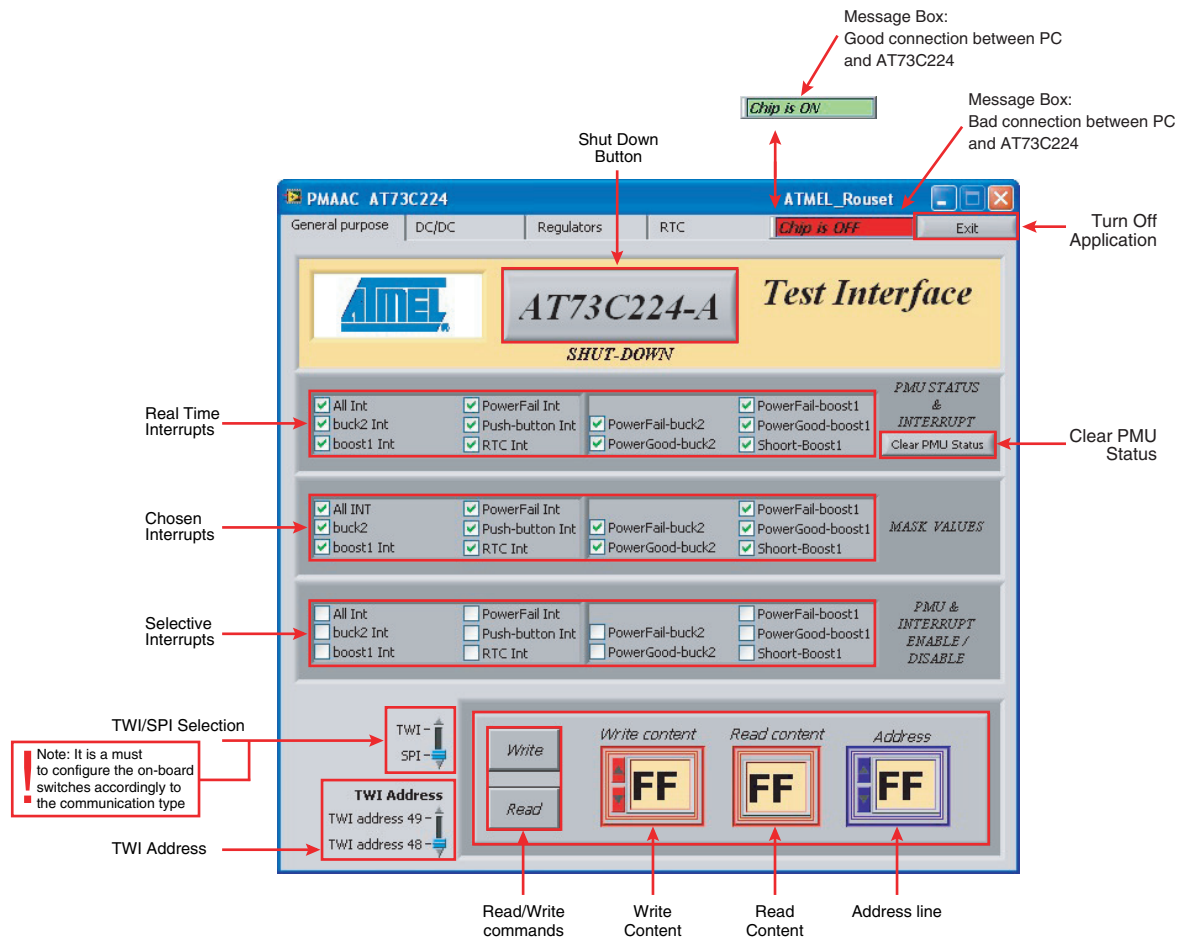 Message Box:
Good connection between PC
and AT73C224
Chip is ON
Message Box:
Bad connection between PC
and AT73C224
Shut Down
Button
PMAAC AT73C224
ATMEL_Rouset
General purpose
DC/DC
Regulators
RTC
Chip is OFF
Exit
Turn Off
Application
ATMEL
®
AT73C224-A
Test Interface
SHUT-DOWN
Real Time
Interrupts
All Int
PowerFail Int
PowerFail-boost1
buck2 Int
Push-button Int
PowerFail-buck2
PowerGood-boost1
boost1 Int
RTC Int
PowerGood-buck2
Shoort-Boost1
PMU STATUS
&
INTERRUPT
Clear PMU Status
Clear PMU
Status
Chosen
Interrupts
All INT
PowerFail Int
PowerFail-boost1
buck2
Push-button Int
PowerFail-buck2
PowerGood-boost1
boost1 Int
RTC Int
PowerGood-buck2
Shoort-Boost1
MASK VALUES
Selective
Interrupts
All Int
PowerFail Int
PowerFail-boost1
buck2 Int
Push-button Int
PowerFail-buck2
PowerGood-boost1
boost1 Int
RTC Int
PowerGood-buck2
Shoort-Boost1
PMU &
INTERRUPT
ENABLE /
DISABLE
TWI/SPI Selection
! Note: It is a must
to configure the on-board
switches accordingly to
the communication type
TWI
SPI
TWI Address
TWI Address
TWI address 49
TWI address 48
Write
Read
Write content
FF
Read content
FF
Address
FF
Read/Write
commands
Write
Content
Read
Content
Address line